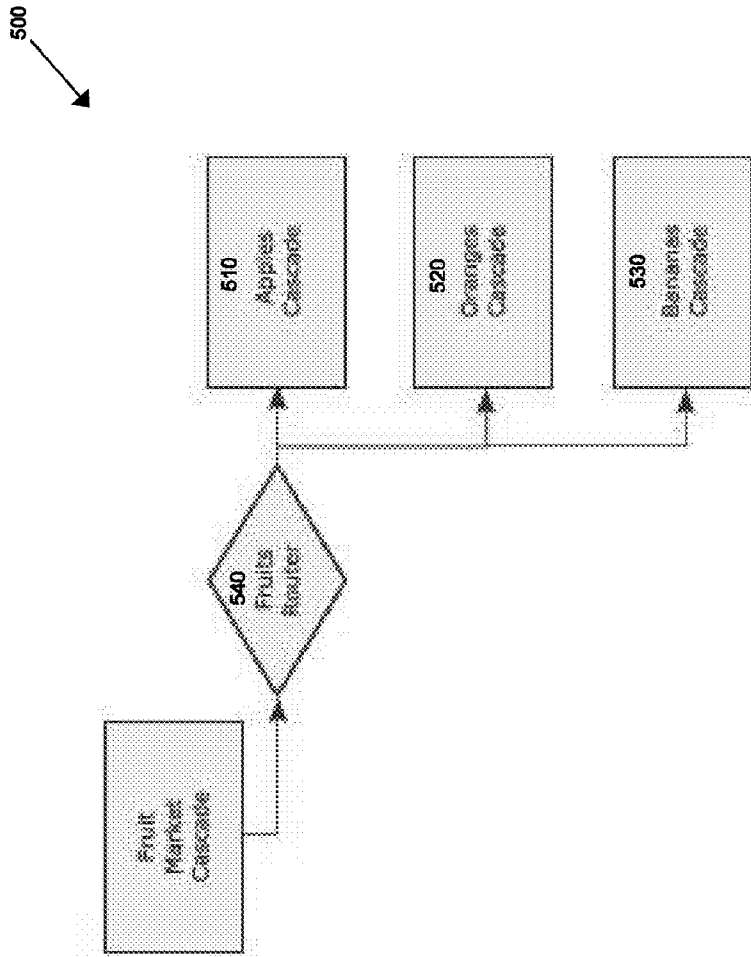 500
Fruit
Market
Cascade
540
Fruits
Router
510
Apples
Cascade
520
Oranges
Cascade
530
Bananas
Cascade